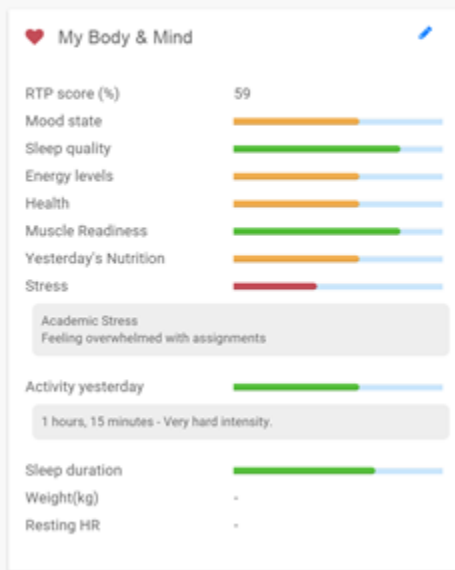 My Body & Mind
RTP score (%) 59
Mood state
Sleep quality
Energy levels
Health
Muscle Readiness
Yesterday's Nutrition
Stress
Academic Stress
Feeling overwhelmed with assignments
Activity yesterday
1 hours, 15 minutes - Very hard intensity.
Sleep duration
Weight(kg) -
Resting HR -